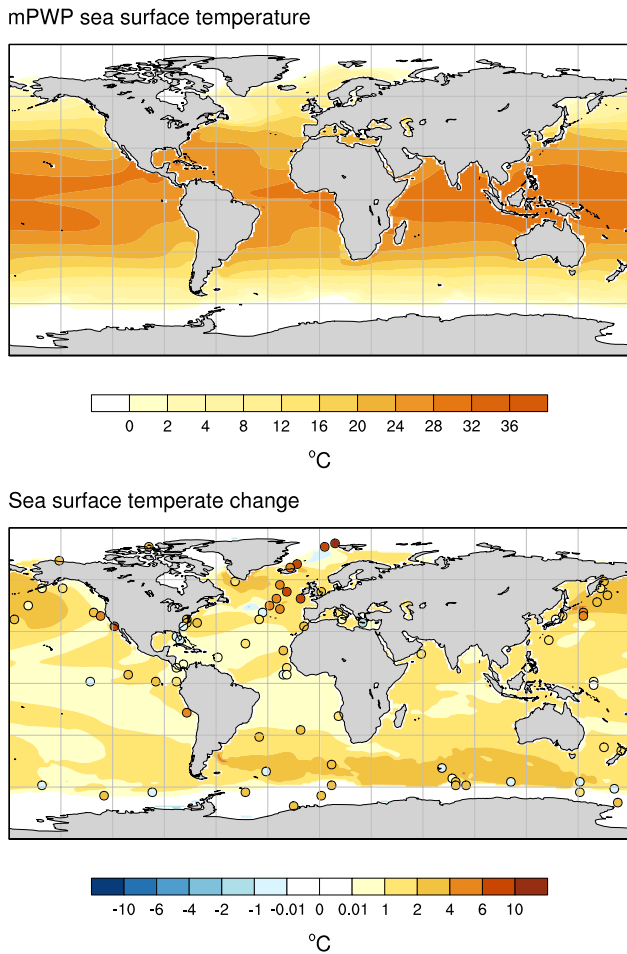 mPWP sea surface temperature
0 2 4 8 12 16 20 24 28 32 36
°C
Sea surface temperate change
-10 -6 -4 -2 -1 -0.01 0 0.01 1 2 4 6 10
°C